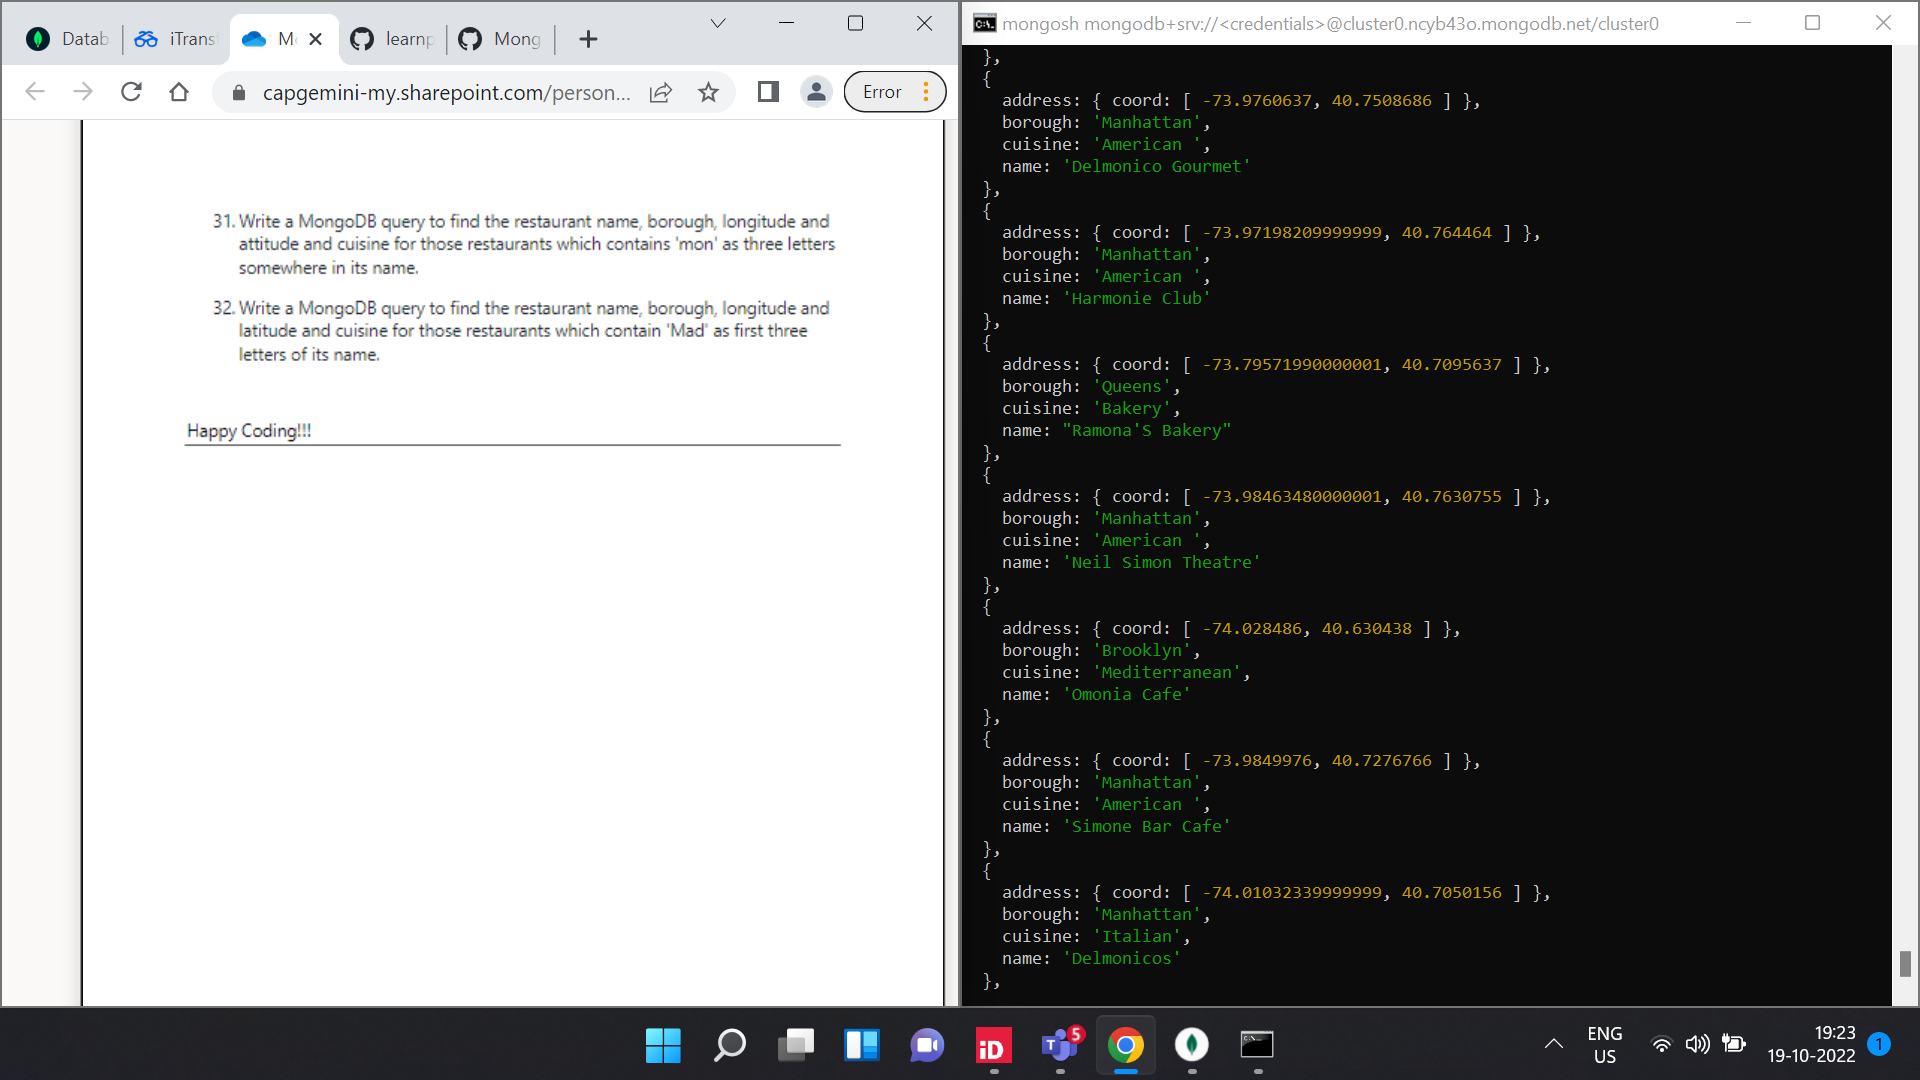 Datab
iTrans
M
learnp
Mong
capgemini-my.sharepoint.com/person...
Error
31. Write a MongoDB query to find the restaurant name, borough, longitude and
attitude and cuisine for those restaurants which contains 'mon' as three letters
somewhere in its name.
32. Write a MongoDB query to find the restaurant name, borough, longitude and
latitude and cuisine for those restaurants which contain 'Mad' as first three
letters of its name.
Happy Coding!!!
mongosh mongodb+srv://<credentials>@cluster0.ncyb43o.mongodb.net/cluster0
},
{
address: { coord: [ -73.9760637, 40.7508686 ] },
borough: 'Manhattan',
cuisine: 'American ',
name: 'Delmonico Gourmet'
},
{
address: { coord: [ -73.97198209999999, 40.764464 ] },
borough: 'Manhattan',
cuisine: 'American ',
name: 'Harmonie Club'
},
{
address: { coord: [ -73.79571990000001, 40.7095637 ] },
borough: 'Queens',
cuisine: 'Bakery',
name: "Ramona'S Bakery"
},
{
address: { coord: [ -73.98463480000001, 40.7630755 ] },
borough: 'Manhattan',
cuisine: 'American ',
name: 'Neil Simon Theatre'
},
{
address: { coord: [ -74.028486, 40.630438 ] },
borough: 'Brooklyn',
cuisine: 'Mediterranean',
name: 'Omonia Cafe'
},
{
address: { coord: [ -73.9849976, 40.7276766 ] },
borough: 'Manhattan',
cuisine: 'American ',
name: 'Simone Bar Cafe'
},
{
address: { coord: [ -74.01032339999999, 40.7050156 ] },
borough: 'Manhattan',
cuisine: 'Italian',
name: 'Delmonicos'
},
iD
T
5
ENG
US
19:23
19-10-2022
1